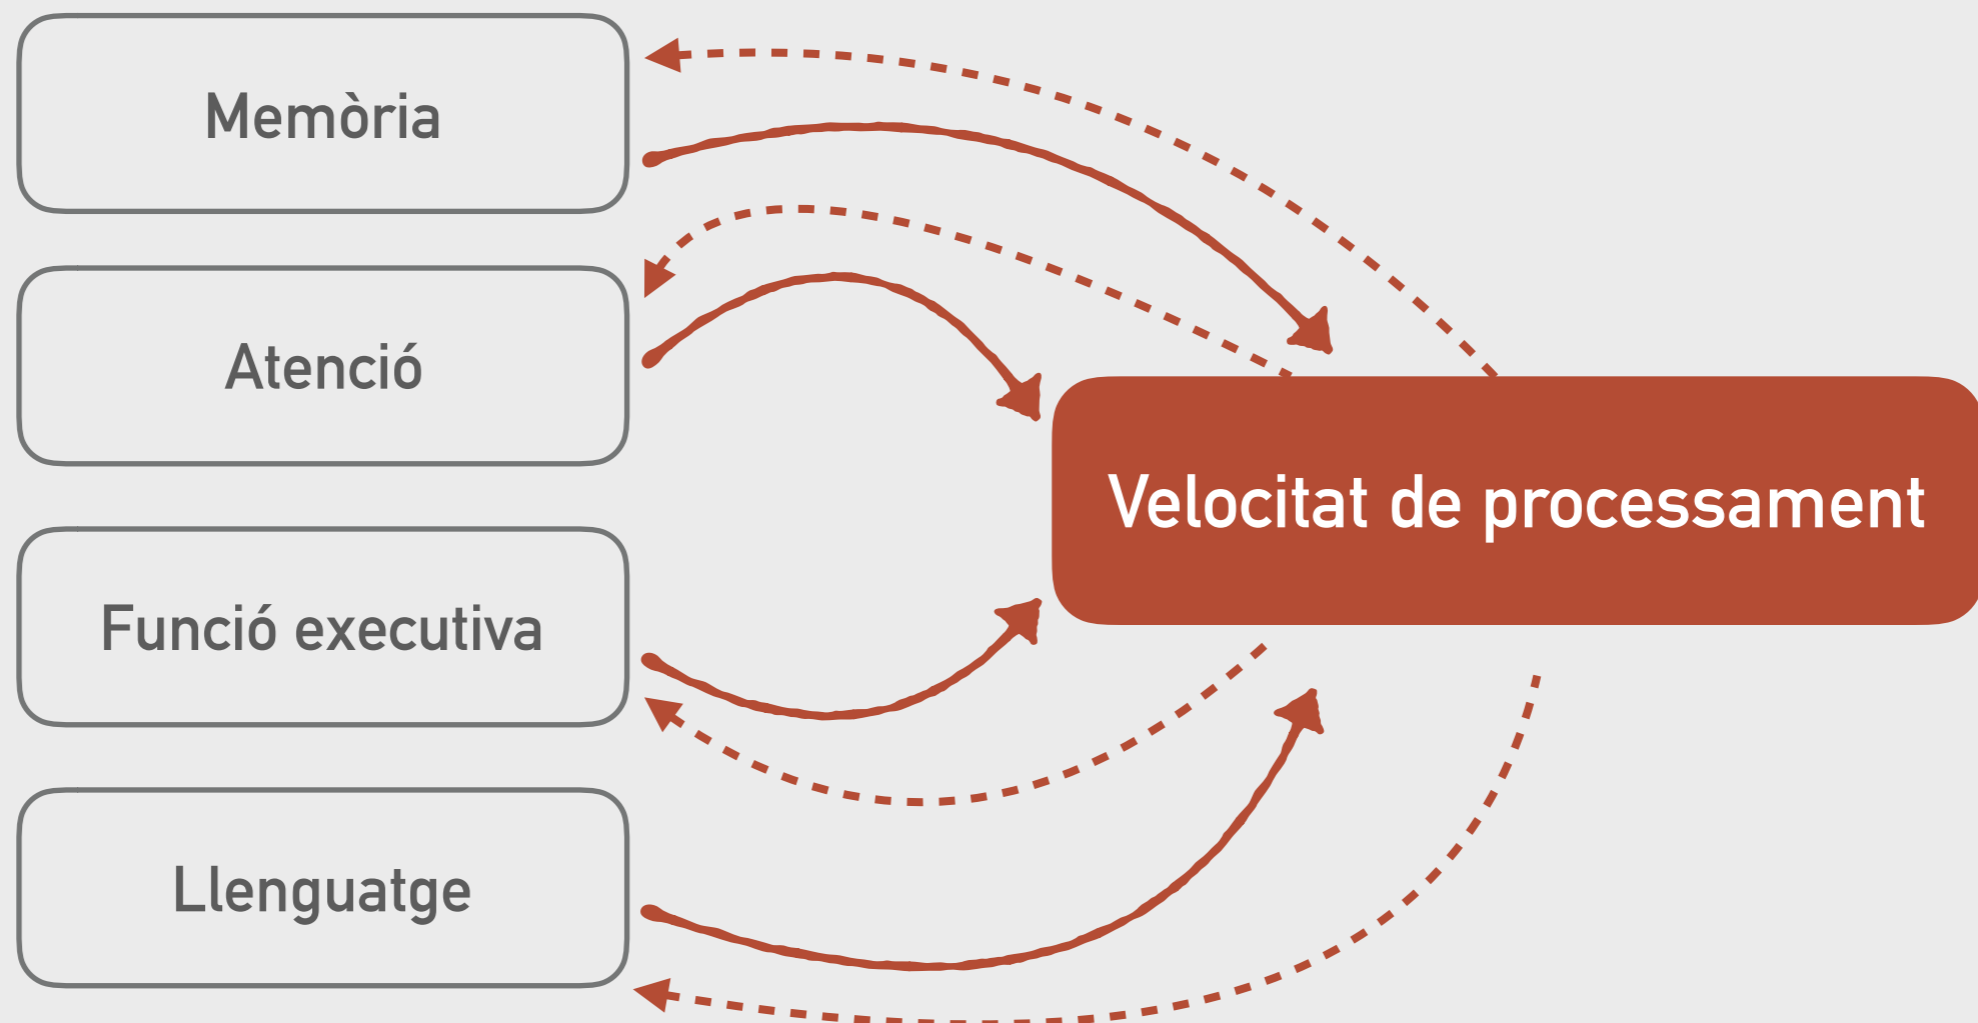 Memòria
Atenció
Velocitat de processament
Funció executiva
Llenguatge